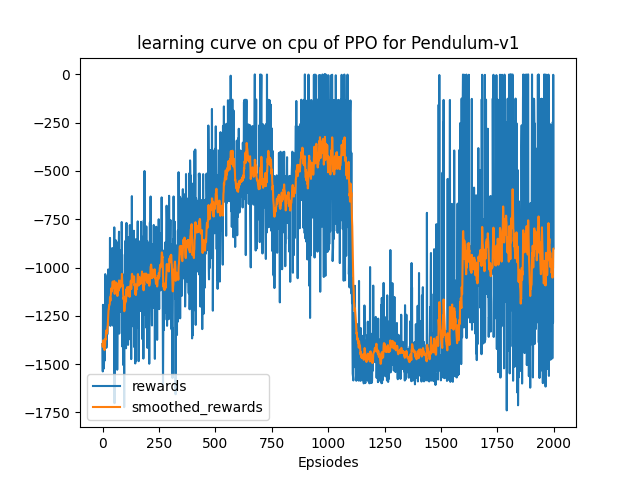 learning curve on cpu of PPO for Pendulum-v1
0
−250
−500
−750
−1000
−1250
−1500
−1750
rewards
smoothed_rewards
0 250 500 750 1000 1250 1500 1750 2000
Epsiodes